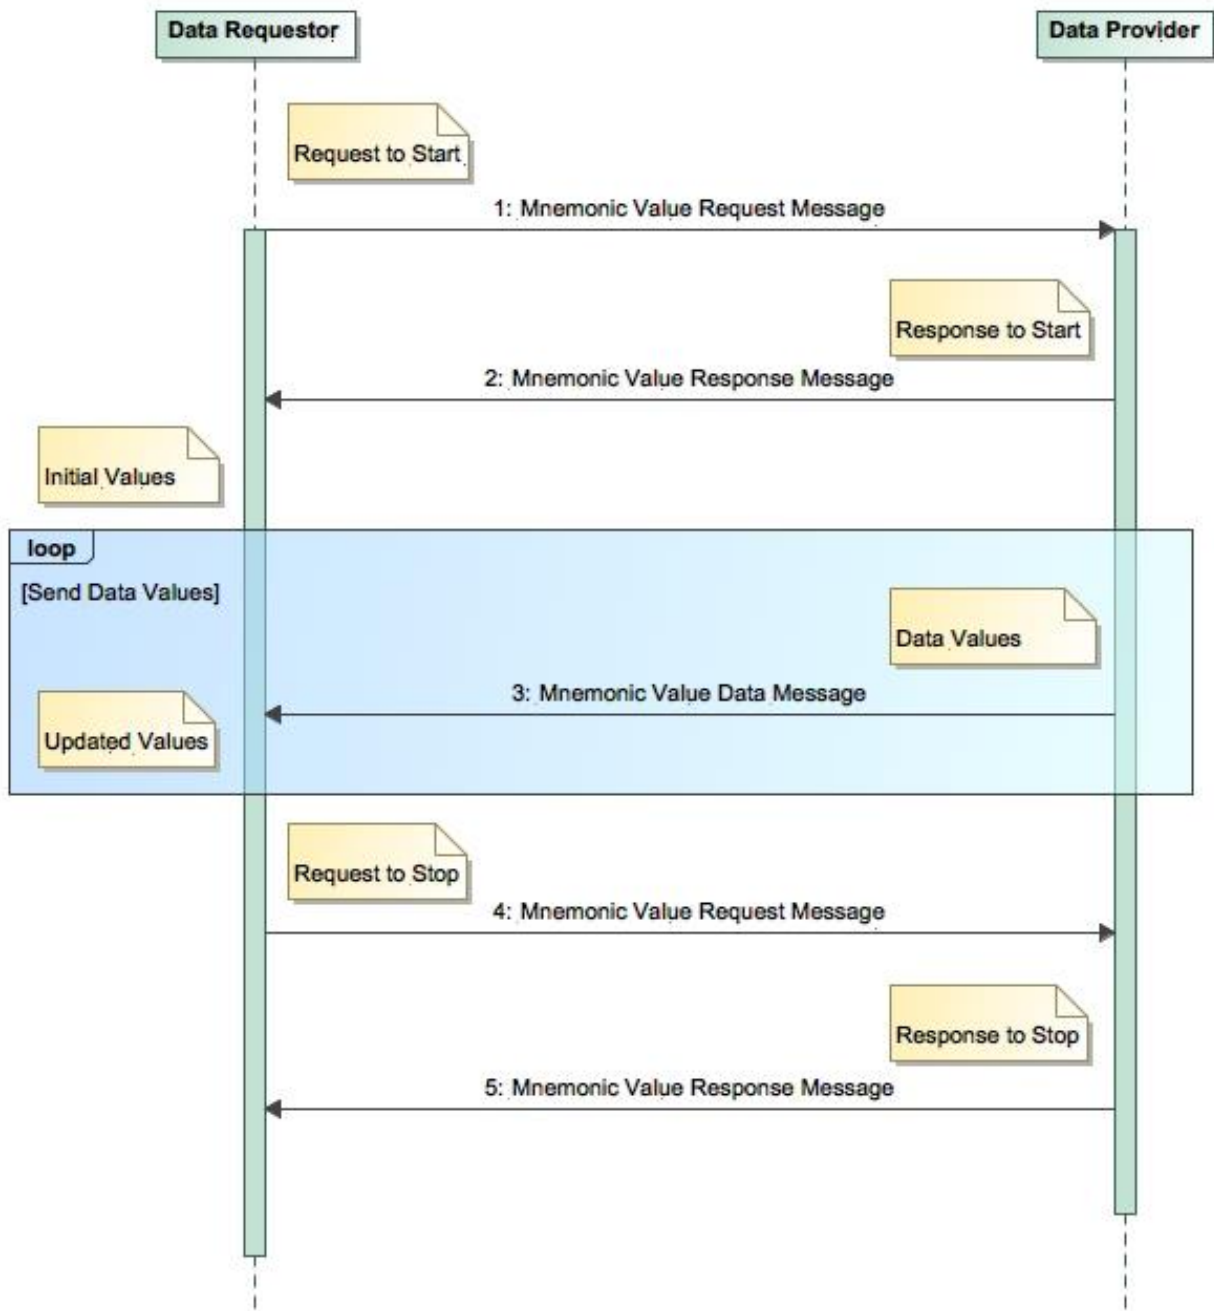 Data Requestor
Data Provider
Request to Start
1: Mnemonic Value Request Message
Response to Start
2: Mnemonic Value Response Message
Initial Values
loop
[Send Data Values]
Data Values
3: Mnemonic Value Data Message
Updated Values
Request to Stop
4: Mnemonic Value Request Message
Response to Stop
5: Mnemonic Value Response Message